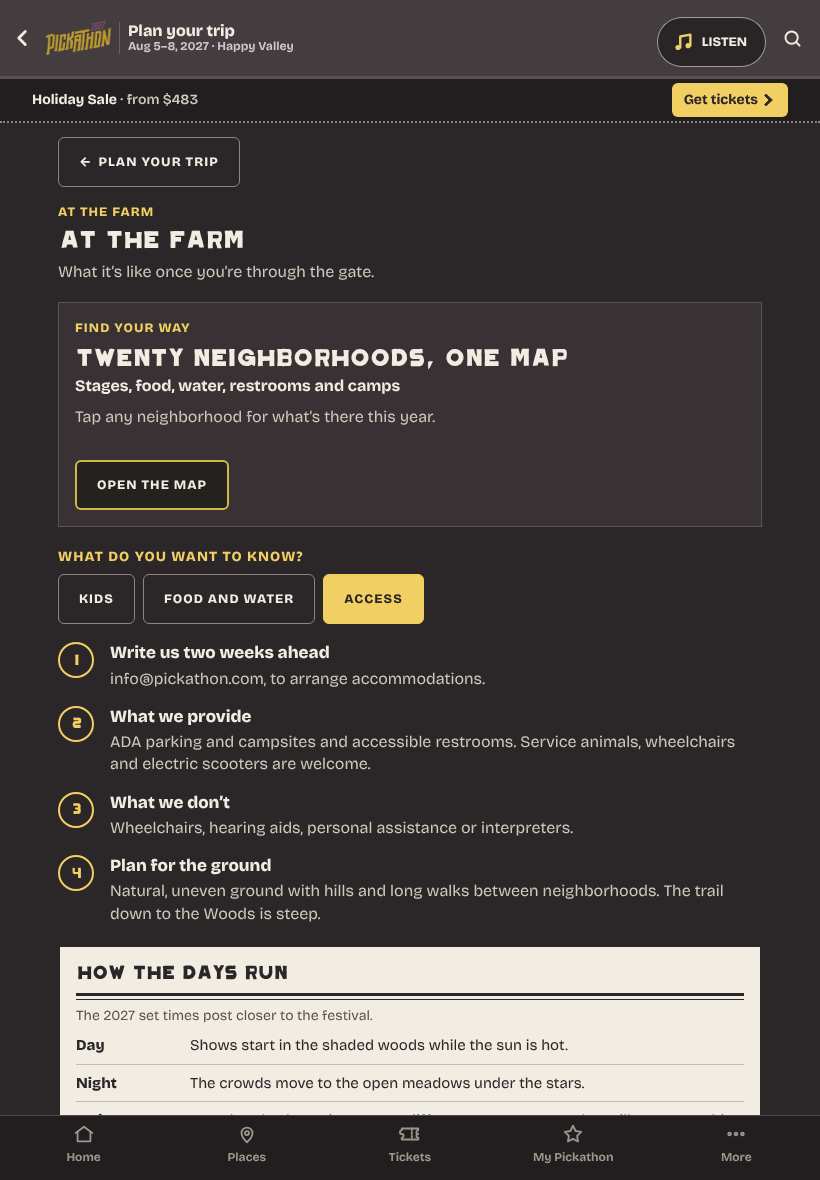 PICKATHON
Plan your trip
Aug 5–8, 2027 · Happy Valley
LISTEN
Holiday Sale · from $483
Get tickets
← PLAN YOUR TRIP
AT THE FARM
AT THE FARM
What it's like once you're through the gate.
FIND YOUR WAY
TWENTY NEIGHBORHOODS, ONE MAP
Stages, food, water, restrooms and camps
Tap any neighborhood for what's there this year.
OPEN THE MAP
WHAT DO YOU WANT TO KNOW?
KIDS
FOOD AND WATER
ACCESS
1
Write us two weeks ahead
info@pickathon.com, to arrange accommodations.
2
What we provide
ADA parking and campsites and accessible restrooms. Service animals, wheelchairs
and electric scooters are welcome.
3
What we don't
Wheelchairs, hearing aids, personal assistance or interpreters.
4
Plan for the ground
Natural, uneven ground with hills and long walks between neighborhoods. The trail
down to the Woods is steep.
HOW THE DAYS RUN
The 2027 set times post closer to the festival.
Day
Shows start in the shaded woods while the sun is hot.
Night
The crowds move to the open meadows under the stars.
Home
Places
Tickets
My Pickathon
More